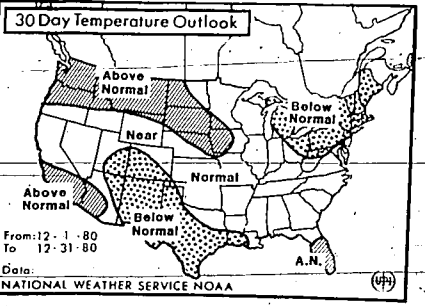 30 Day Temperature Outlook
Above
Normal
Below
Normal
Near
Normal
Above
Normal
Below
Normal
From: 12 - 1 - 80
To 12 - 31 - 80
A.N.
Data:
NATIONAL WEATHER SERVICE NOAA
UPI